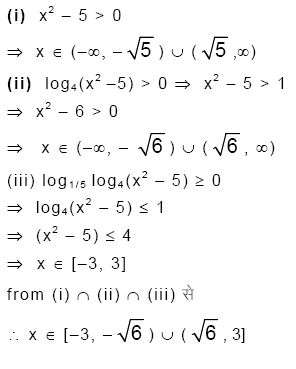 (i) x² – 5 > 0
⇒ x ∈ (–∞, – √5 ) ∪ ( √5 ,∞)
(ii) log₄(x² –5) > 0 ⇒ x² – 5 > 1
⇒ x² – 6 > 0
⇒ x ∈ (–∞, – √6 ) ∪ ( √6 , ∞)
(iii) log₁/₅ log₄(x² – 5) ≥ 0
⇒ log₄(x² – 5) ≤ 1
⇒ (x² – 5) ≤ 4
⇒ x ∈ [–3, 3]
from (i) ∩ (ii) ∩ (iii) से
∴ x ∈ [–3, –√6 ) ∪ ( √6 , 3]